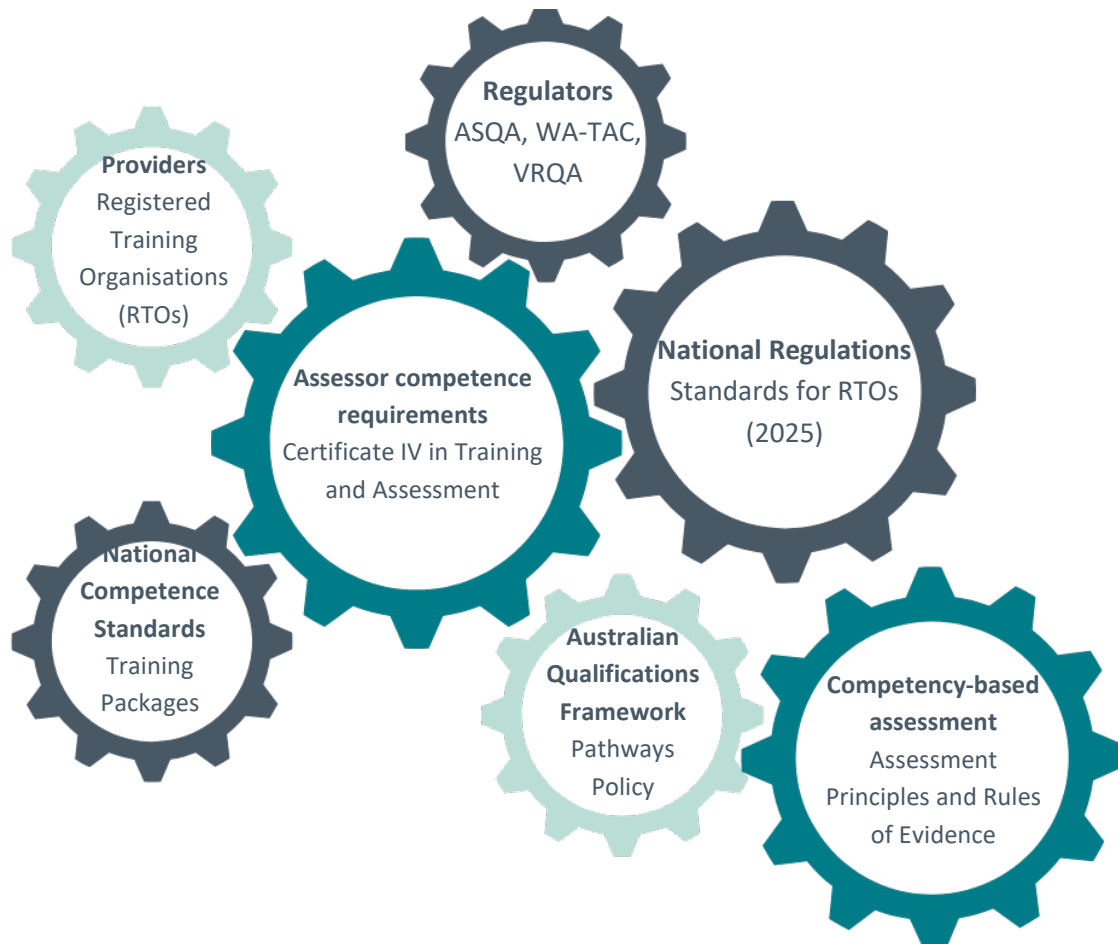 Regulators
ASQA, WA-TAC,
VRQA
Providers
Registered
Training
Organisations
(RTOs)
National Regulations
Standards for RTOs
(2025)
Assessor competence
requirements
Certificate IV in Training
and Assessment
National
Competence
Standards
Training
Packages
Australian
Qualifications
Framework
Pathways
Policy
Competency-based
assessment
Assessment
Principles and Rules
of Evidence